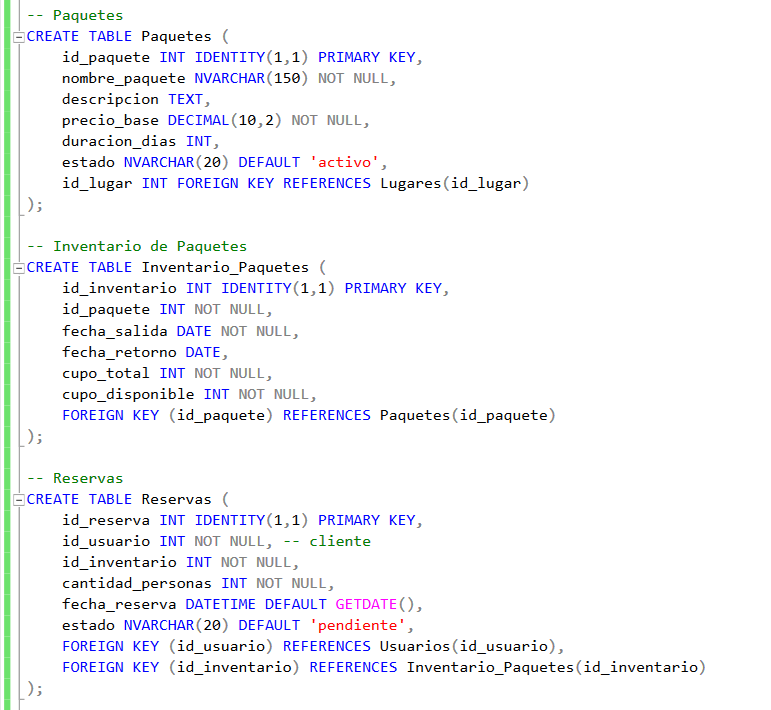 -- Paquetes
CREATE TABLE Paquetes (
    id_paquete INT IDENTITY(1,1) PRIMARY KEY,
    nombre_paquete NVARCHAR(150) NOT NULL,
    descripcion TEXT,
    precio_base DECIMAL(10,2) NOT NULL,
    duracion_dias INT,
    estado NVARCHAR(20) DEFAULT 'activo',
    id_lugar INT FOREIGN KEY REFERENCES Lugares(id_lugar)
);

-- Inventario de Paquetes
CREATE TABLE Inventario_Paquetes (
    id_inventario INT IDENTITY(1,1) PRIMARY KEY,
    id_paquete INT NOT NULL,
    fecha_salida DATE NOT NULL,
    fecha_retorno DATE,
    cupo_total INT NOT NULL,
    cupo_disponible INT NOT NULL,
    FOREIGN KEY (id_paquete) REFERENCES Paquetes(id_paquete)
);

-- Reservas
CREATE TABLE Reservas (
    id_reserva INT IDENTITY(1,1) PRIMARY KEY,
    id_usuario INT NOT NULL, -- cliente
    id_inventario INT NOT NULL,
    cantidad_personas INT NOT NULL,
    fecha_reserva DATETIME DEFAULT GETDATE(),
    estado NVARCHAR(20) DEFAULT 'pendiente',
    FOREIGN KEY (id_usuario) REFERENCES Usuarios(id_usuario),
    FOREIGN KEY (id_inventario) REFERENCES Inventario_Paquetes(id_inventario)
);